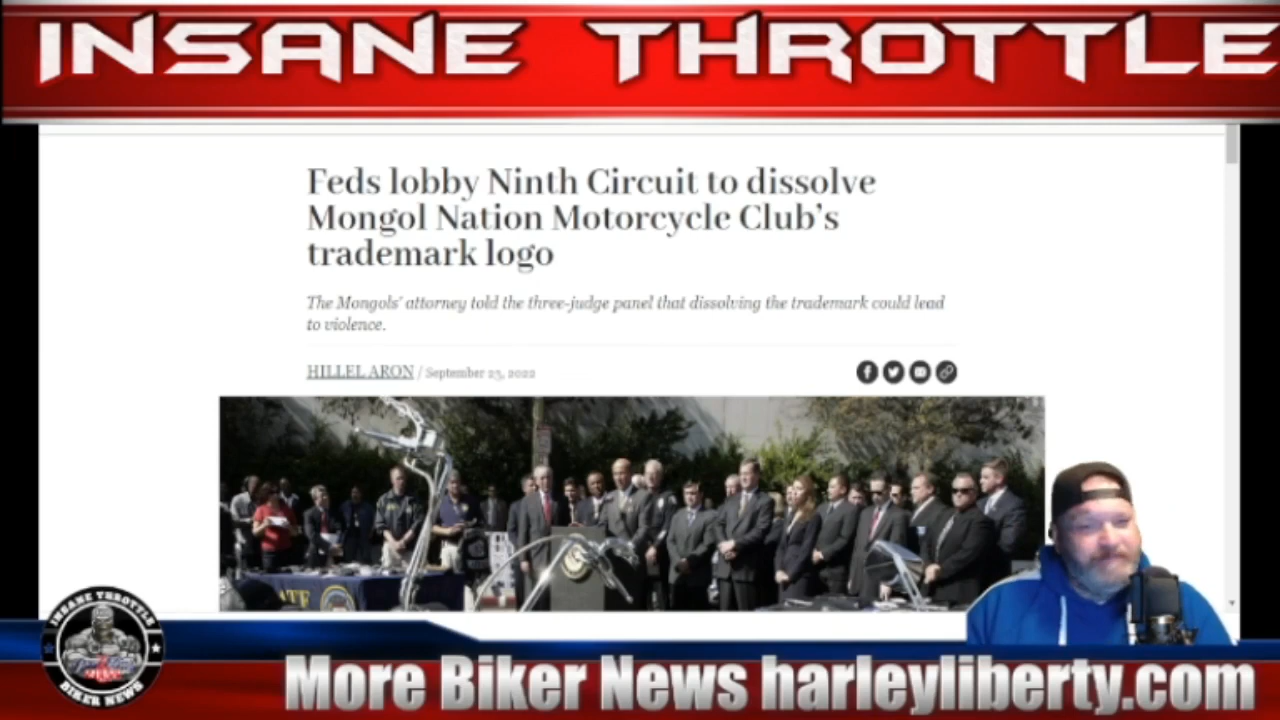 INSANE THROTTLE
Feds lobby Ninth Circuit to dissolve
Mongol Nation Motorcycle Club's
trademark logo
The Mongols' attorney told the three-judge panel that dissolving the trademark could lead
to violence.
HILLEL ARON / September 23, 2022
INSANE THROTTLE
BIKER NEWS
More Biker News harleyliberty.com